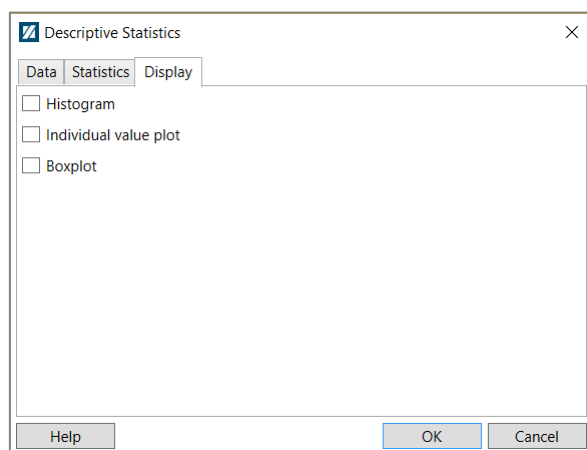 Descriptive Statistics
Data Statistics Display
Histogram
Individual value plot
Boxplot
Help OK Cancel